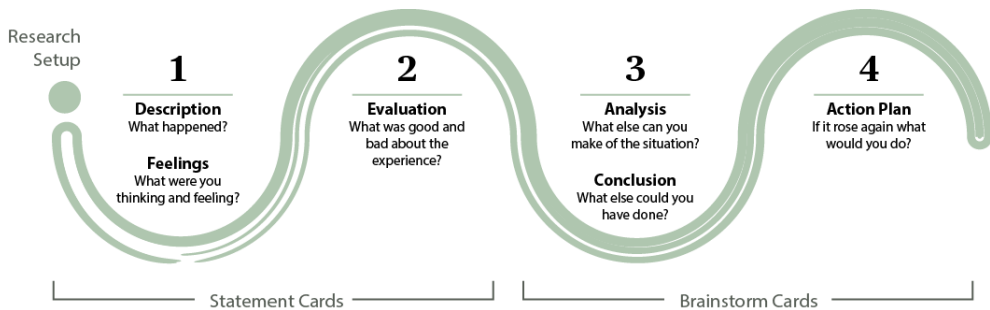 Research
Setup
1
Description
What happened?
Feelings
What were you
thinking and feeling?
2
Evaluation
What was good and
bad about the
experience?
3
Analysis
What else can you
make of the situation?
Conclusion
What else could you
have done?
4
Action Plan
If it rose again what
would you do?
Statement Cards
Brainstorm Cards